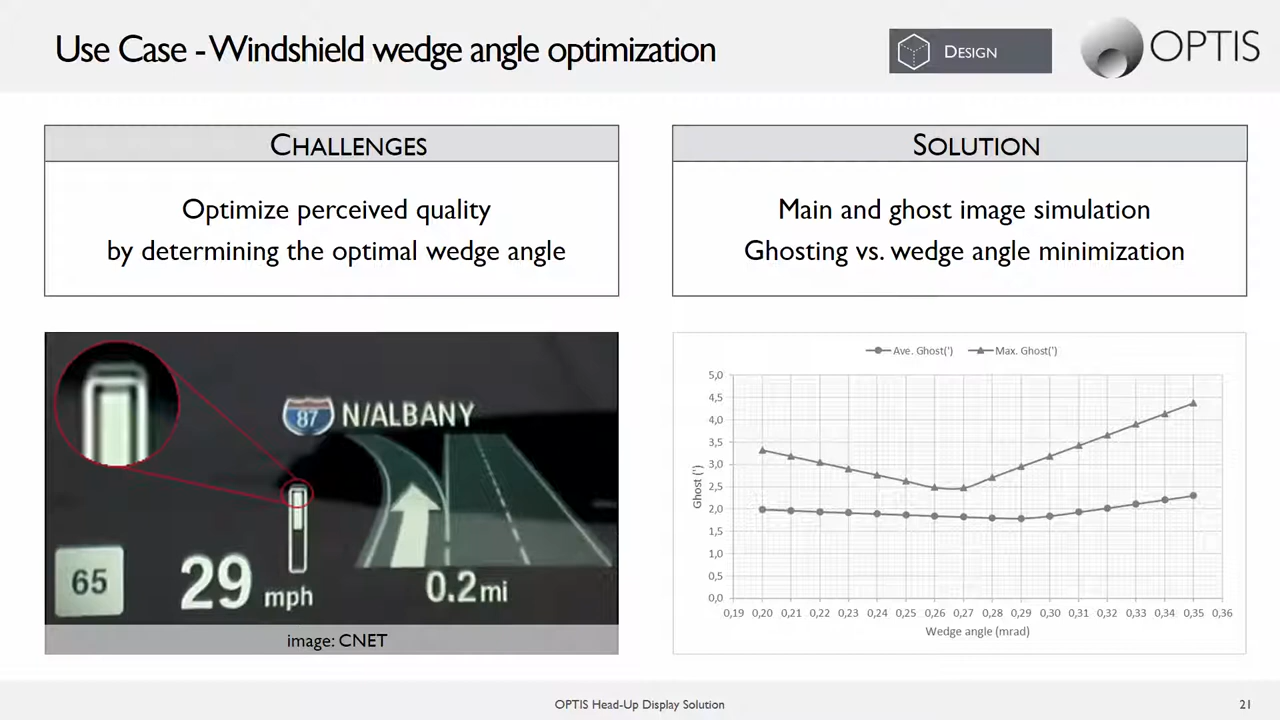 Use Case - Windshield wedge angle optimization
DESIGN
OPTIS
CHALLENGES
Optimize perceived quality
by determining the optimal wedge angle
SOLUTION
Main and ghost image simulation
Ghosting vs. wedge angle minimization
87 N/ALBANY
65
29 mph
0.2 mi
image: CNET
Ave. Ghost(') Max. Ghost(')
5,0
4,5
4,0
3,5
3,0
2,5
2,0
1,5
1,0
0,5
0,0
Ghost (')
0,19 0,20 0,21 0,22 0,23 0,24 0,25 0,26 0,27 0,28 0,29 0,30 0,31 0,32 0,33 0,34 0,35 0,36
Wedge angle (mrad)
OPTIS Head-Up Display Solution
21